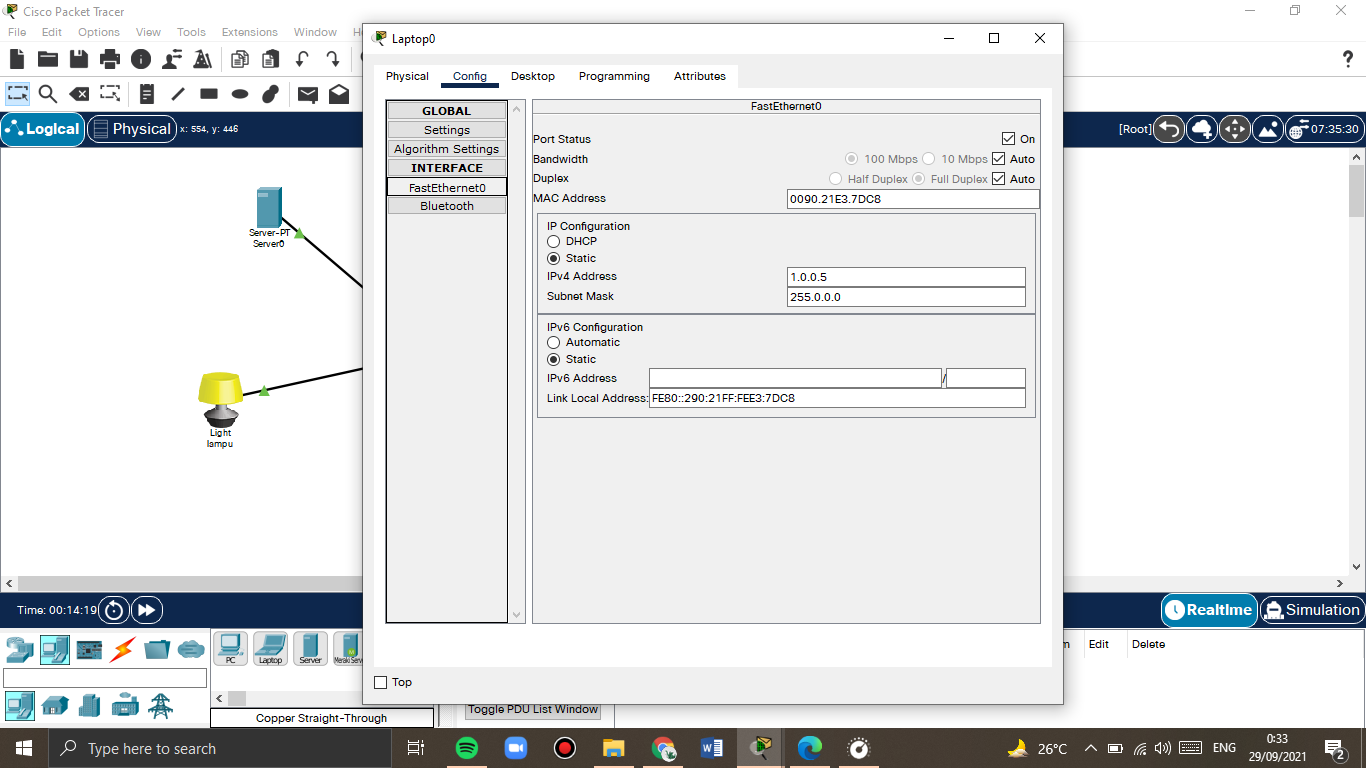 Cisco Packet Tracer
File Edit Options View Tools Extensions Window
Laptop0
Physical Config Desktop Programming Attributes
?
Logical Physical x: 554, y: 446
[Root] 07:35:30
GLOBAL
Settings
Algorithm Settings
INTERFACE
FastEthernet0
Bluetooth
FastEthernet0
Port Status On
Bandwidth 100 Mbps 10 Mbps Auto
Duplex Half Duplex Full Duplex Auto
MAC Address 0090.21E3.7DC8
IP Configuration
DHCP
Static
IPv4 Address 1.0.0.5
Subnet Mask 255.0.0.0
IPv6 Configuration
Automatic
Static
IPv6 Address /
Link Local Address: FE80::290:21FF:FEE3:7DC8
Top
Server-PT
Server0
Light
lampu
Time: 00:14:19
Realtime Simulation
PC Laptop Server Meraki
Edit Delete
Copper Straight-Through
Toggle PDU List Window
Type here to search
26°C ENG
0:33
29/09/2021
2